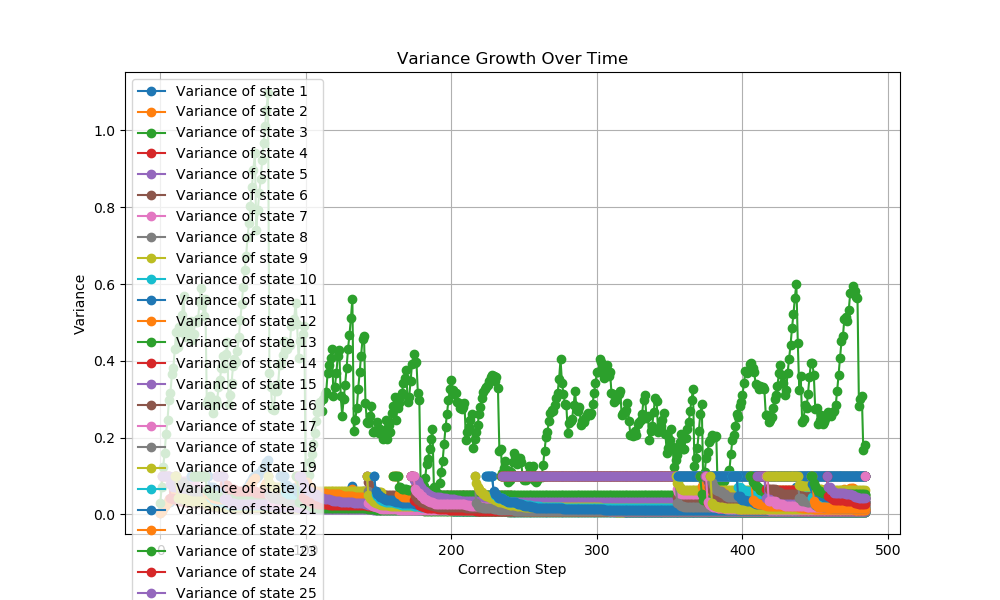 Variance Growth Over Time
1.0
0.8
0.6
0.4
0.2
0.0
Variance
Variance of state 1
Variance of state 2
Variance of state 3
Variance of state 4
Variance of state 5
Variance of state 6
Variance of state 7
Variance of state 8
Variance of state 9
Variance of state 10
Variance of state 11
Variance of state 12
Variance of state 13
Variance of state 14
Variance of state 15
Variance of state 16
Variance of state 17
Variance of state 18
Variance of state 19
Variance of state 20
Variance of state 21
Variance of state 22
Variance of state 23
Variance of state 24
Variance of state 25
0 100 200 300 400 500
Correction Step